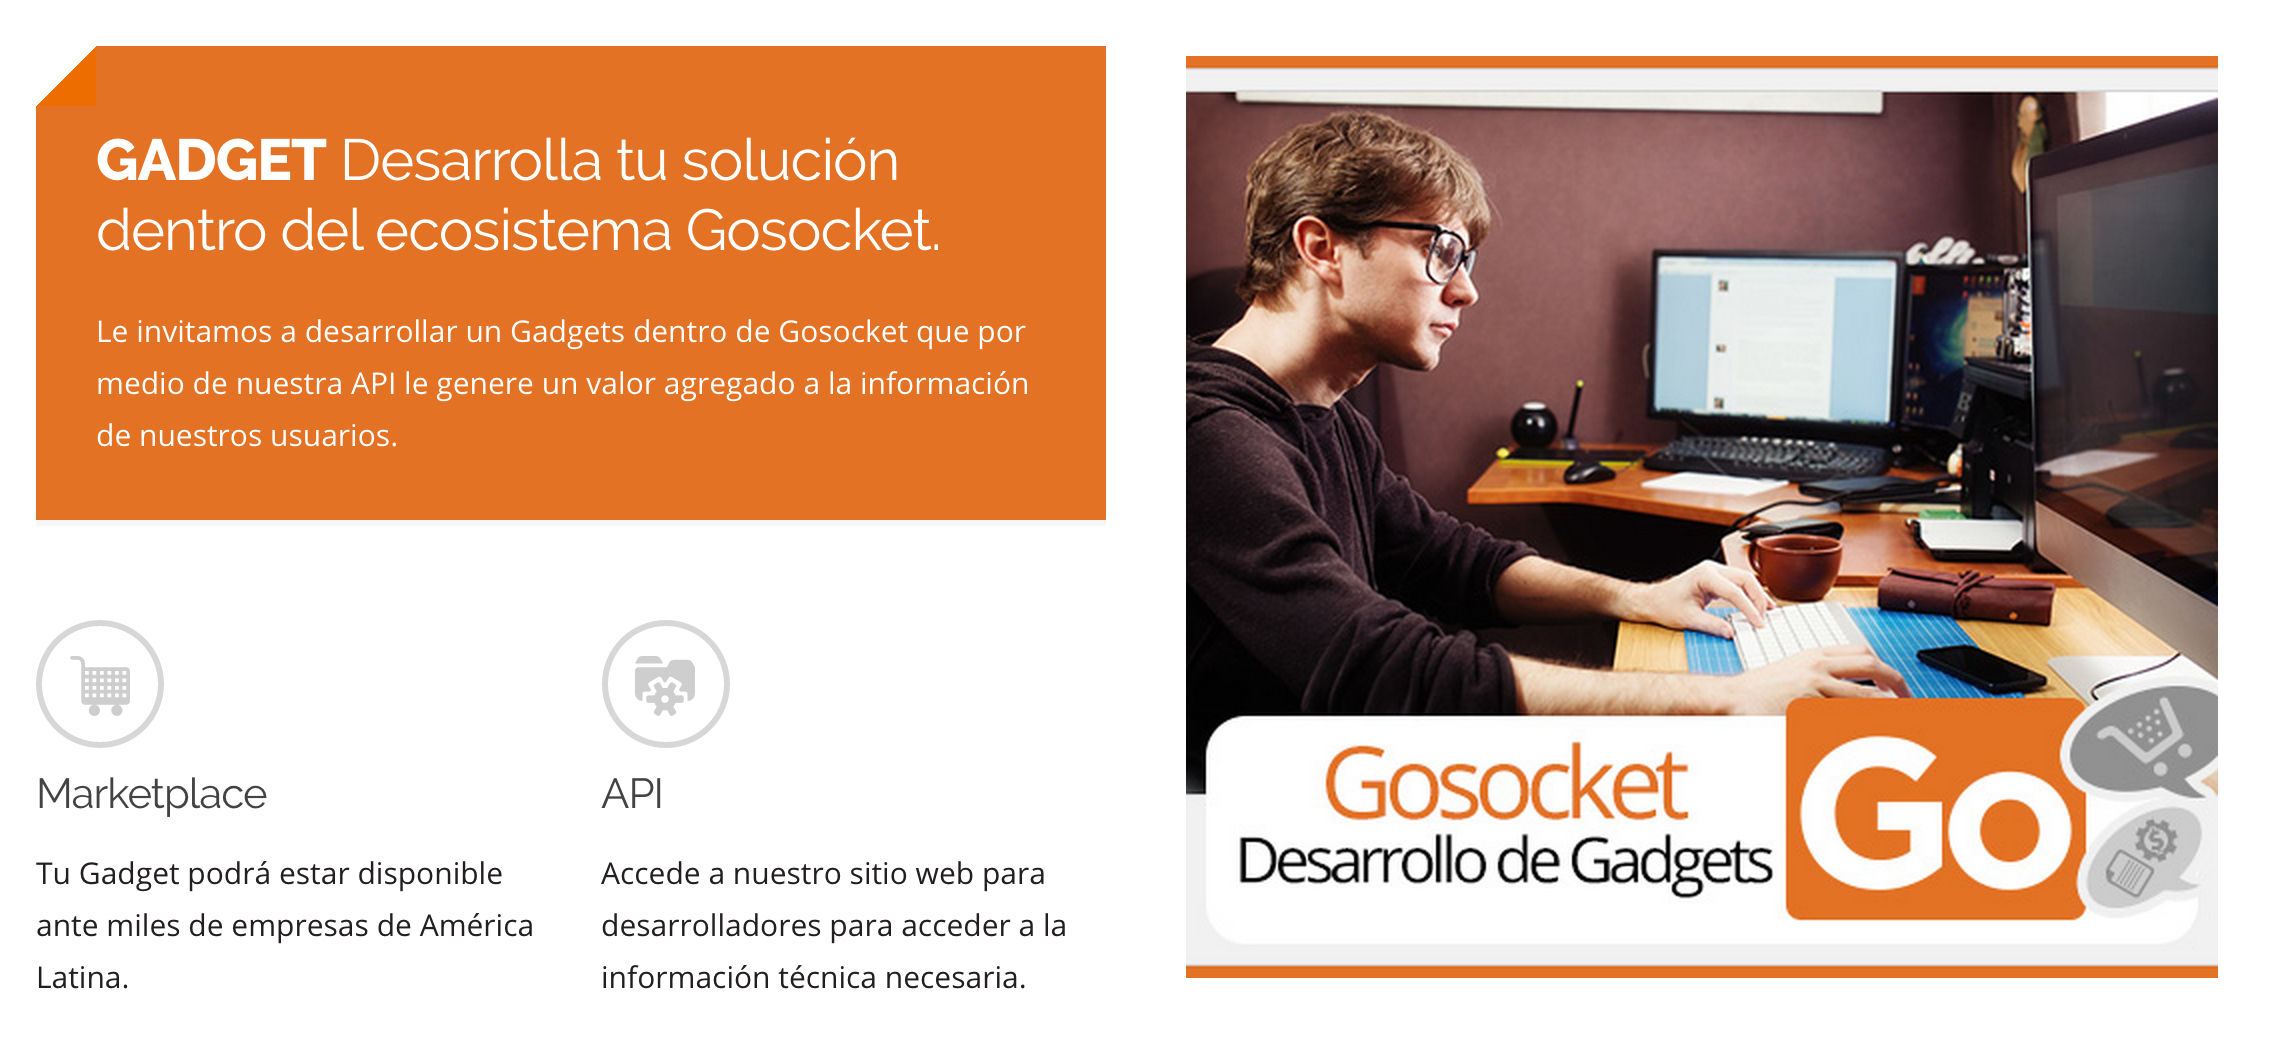 GADGET Desarrolla tu solución
dentro del ecosistema Gosocket.
Le invitamos a desarrollar un Gadgets dentro de Gosocket que por
medio de nuestra API le genere un valor agregado a la información
de nuestros usuarios.
Marketplace
Tu Gadget podrá estar disponible
ante miles de empresas de América
Latina.
API
Accede a nuestro sitio web para
desarrolladores para acceder a la
información técnica necesaria.
Gosocket
Desarrollo de Gadgets
Go